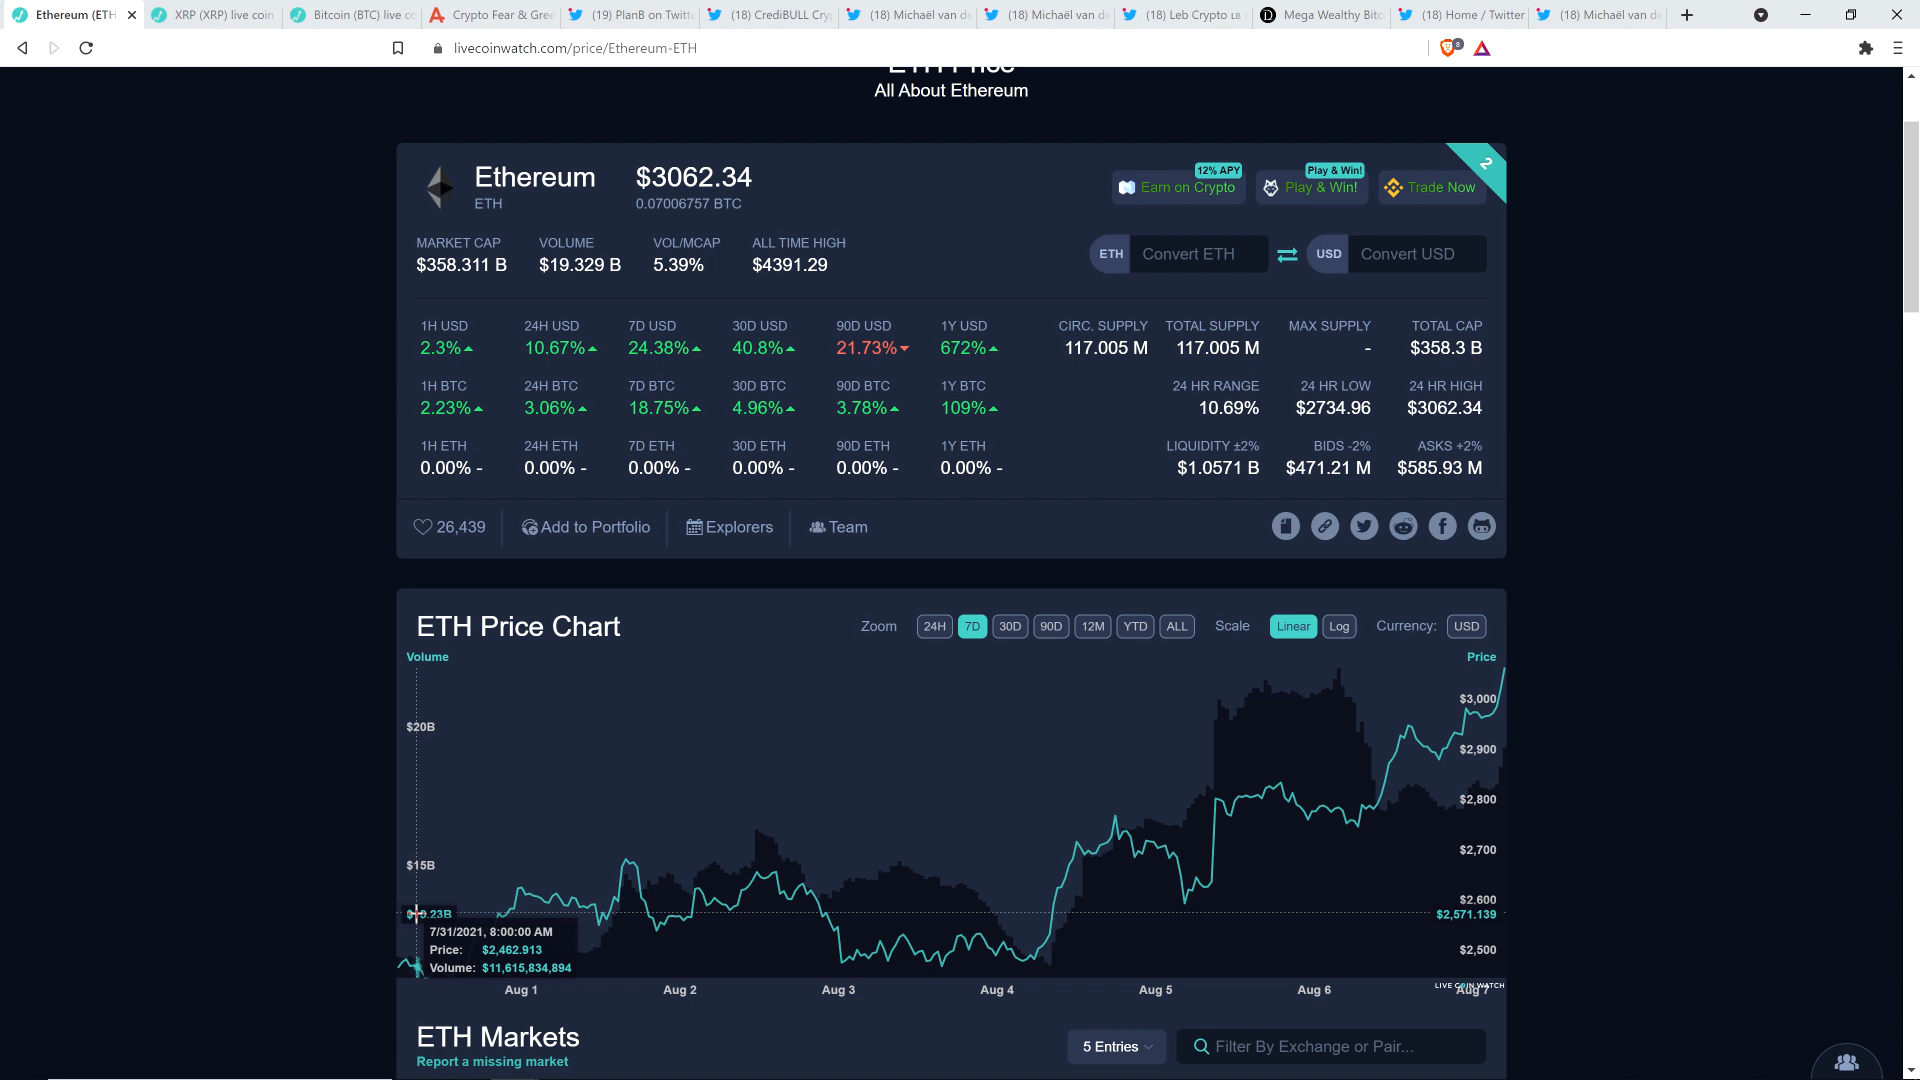 Ethereum (ETH
XRP (XRP) live coin
Bitcoin (BTC) live co
Crypto Fear & Gre
(19) PlanB on Twitt
(18) CrediBULL Cry
(18) Michaël van d
(18) Michaël van d
(18) Leb Crypto LB
Mega Wealthy Bit
(18) Home / Twitter
(18) Michaël van de
livecoinwatch.com/price/Ethereum-ETH
8
ETH Price
All About Ethereum
Ethereum
ETH
$3062.34
0.07006757 BTC
12% APY
Earn on Crypto
Play & Win!
Play & Win!
Trade Now
2
MARKET CAP
$358.311 B
VOLUME
$19.329 B
VOL/MCAP
5.39%
ALL TIME HIGH
$4391.29
ETH
Convert ETH
USD
Convert USD
1H USD 24H USD 7D USD 30D USD 90D USD 1Y USD CIRC. SUPPLY TOTAL SUPPLY MAX SUPPLY TOTAL CAP
2.3% 10.67% 24.38% 40.8% 21.73% 672% 117.005 M 117.005 M - $358.3 B
1H BTC 24H BTC 7D BTC 30D BTC 90D BTC 1Y BTC 24 HR RANGE 24 HR LOW 24 HR HIGH
2.23% 3.06% 18.75% 4.96% 3.78% 109% 10.69% $2734.96 $3062.34
1H ETH 24H ETH 7D ETH 30D ETH 90D ETH 1Y ETH LIQUIDITY ±2% BIDS -2% ASKS +2%
0.00% - 0.00% - 0.00% - 0.00% - 0.00% - 0.00% - $1.0571 B $471.21 M $585.93 M
26,439 Add to Portfolio Explorers Team
ETH Price Chart
Zoom 24H 7D 30D 90D 12M YTD ALL Scale Linear Log Currency: USD
Volume
Price
$3,000
$20B
$2,900
$2,800
$2,700
$15B
$2,600
$2,571.139
7/31/2021, 8:00:00 AM
Price: $2,462.913
$2,500
Volume: $11,615,834,894
LIVE COIN WATCH
Aug 1 Aug 2 Aug 3 Aug 4 Aug 5 Aug 6 Aug 7
ETH Markets
5 Entries
Filter By Exchange or Pair...
Report a missing market